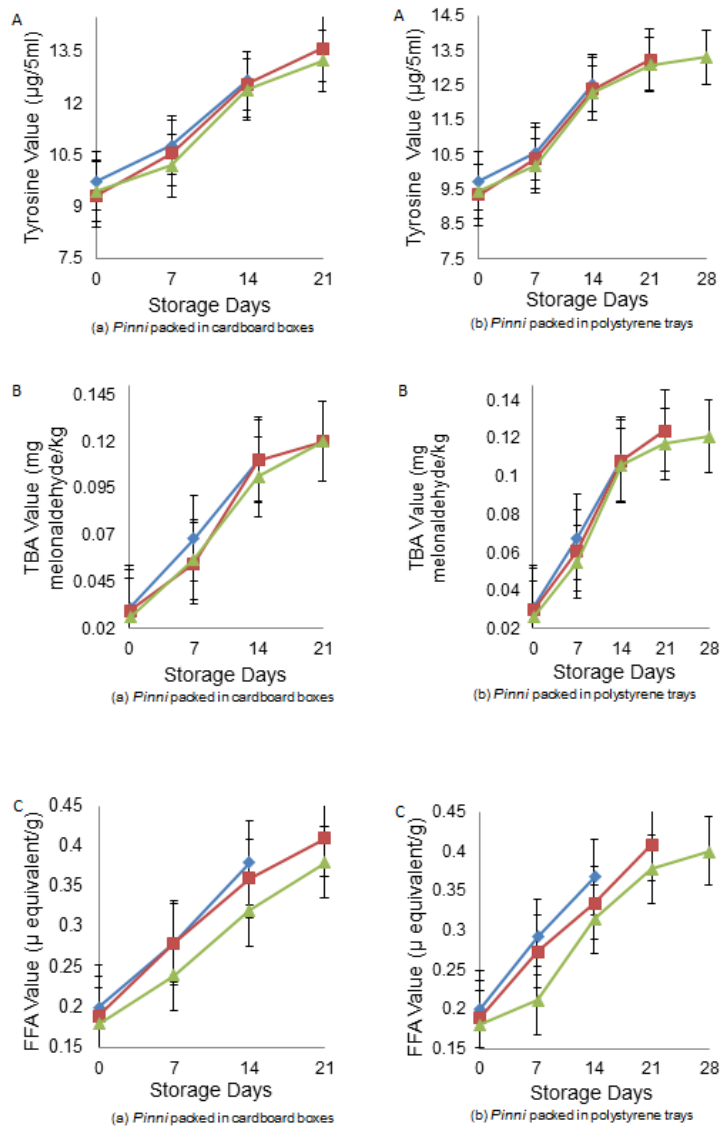 A
Tyrosine Value (µg/5ml)
13.5
12
10.5
9
7.5
0 7 14 21
Storage Days
(a) Pinni packed in cardboard boxes
A
Tyrosine Value (µg/5ml)
14.5
13.5
12.5
11.5
10.5
9.5
8.5
7.5
0 7 14 21 28
Storage Days
(b) Pinni packed in polystyrene trays
B
TBA Value (mg
melonaldehyde/kg
0.145
0.12
0.095
0.07
0.045
0.02
0 7 14 21
Storage Days
(a) Pinni packed in cardboard boxes
B
TBA Value (mg
melonaldehyde/kg
0.14
0.12
0.1
0.08
0.06
0.04
0.02
0 7 14 21 28
Storage Days
(b) Pinni packed in polystyrene trays
C
FFA Value (µ equivalent/g)
0.45
0.4
0.35
0.3
0.25
0.2
0.15
0 7 14 21
Storage Days
(a) Pinni packed in cardboard boxes
C
FFA Value (µ equivalent/g)
0.45
0.4
0.35
0.3
0.25
0.2
0.15
0 7 14 21 28
Storage Days
(b) Pinni packed in polystyrene trays